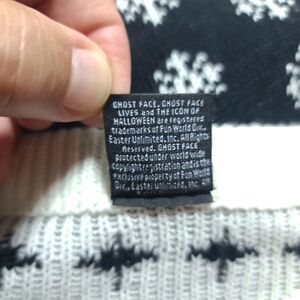 GHOST FACE, GHOST FACE
LIVES and THE ICON OF
HALLOWEEN are registered
trademarks of Fun World Div.,
Easter Unlimited, Inc. All Rights
Reserved. GHOST FACE
protected under world wide
copyright registration and is the
exclusive property of Fun World
Div., Easter Unlimited, Inc. All